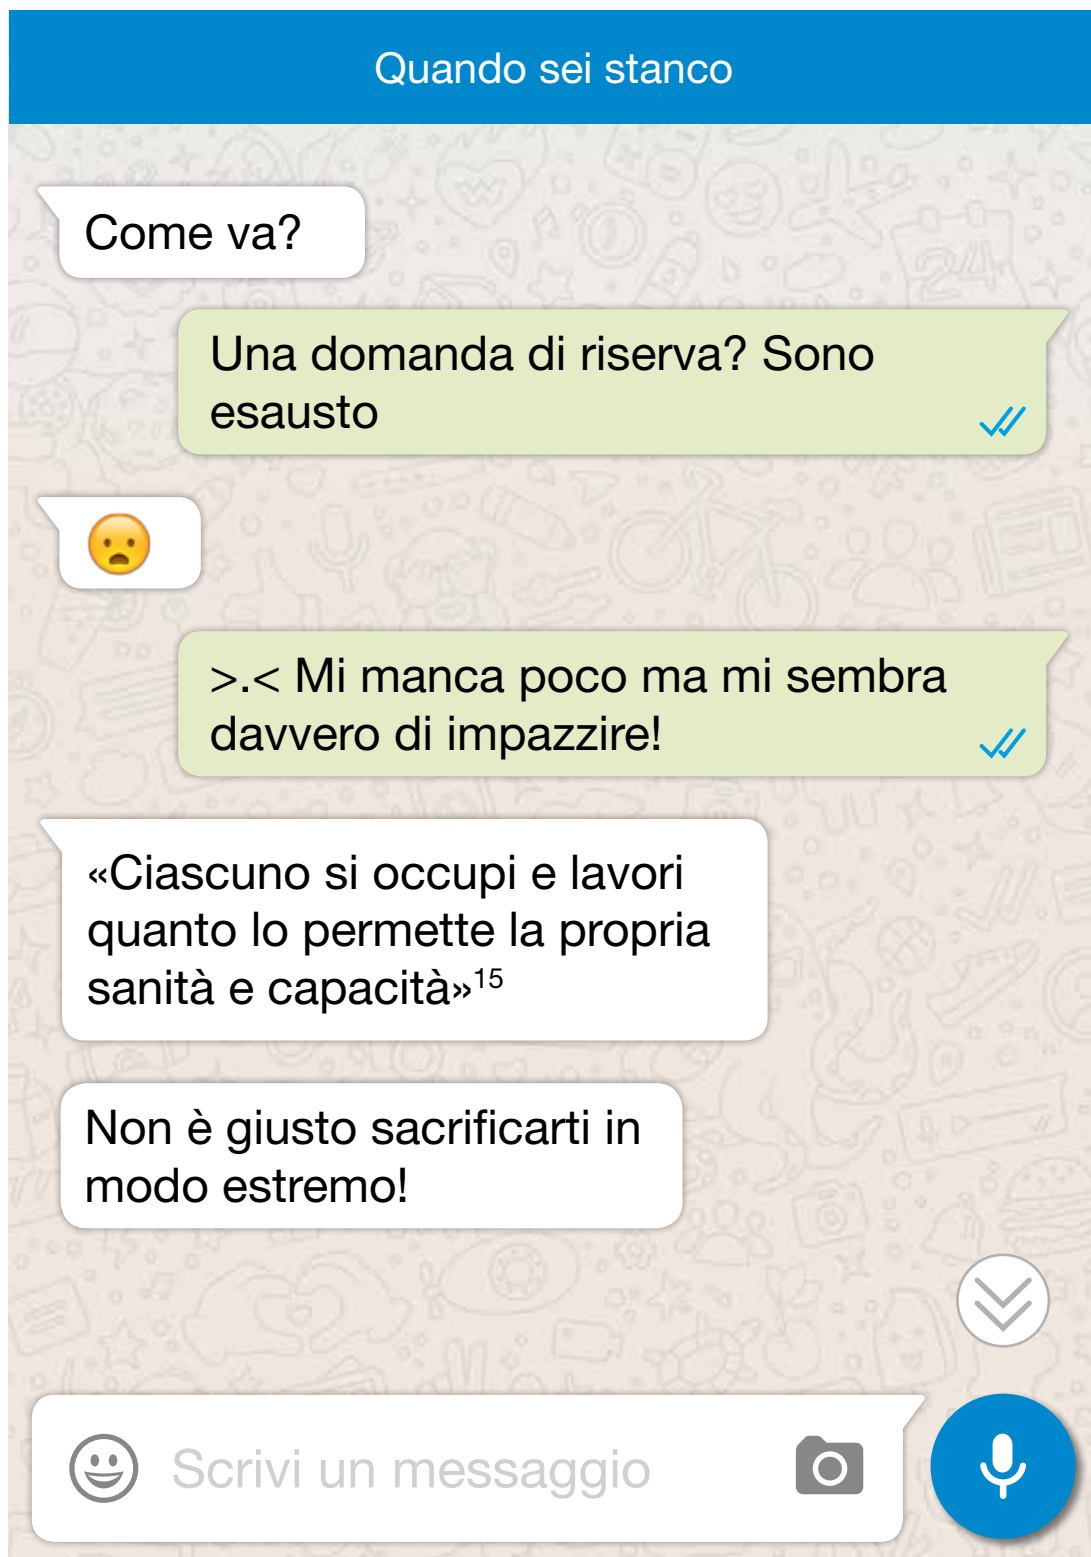 Quando sei stanco
Come va?
Una domanda di riserva? Sono
esausto
>.< Mi manca poco ma mi sembra
davvero di impazzire!
«Ciascuno si occupi e lavori
quanto lo permette la propria
sanità e capacità»¹⁵
Non è giusto sacrificarti in
modo estremo!
Scrivi un messaggio